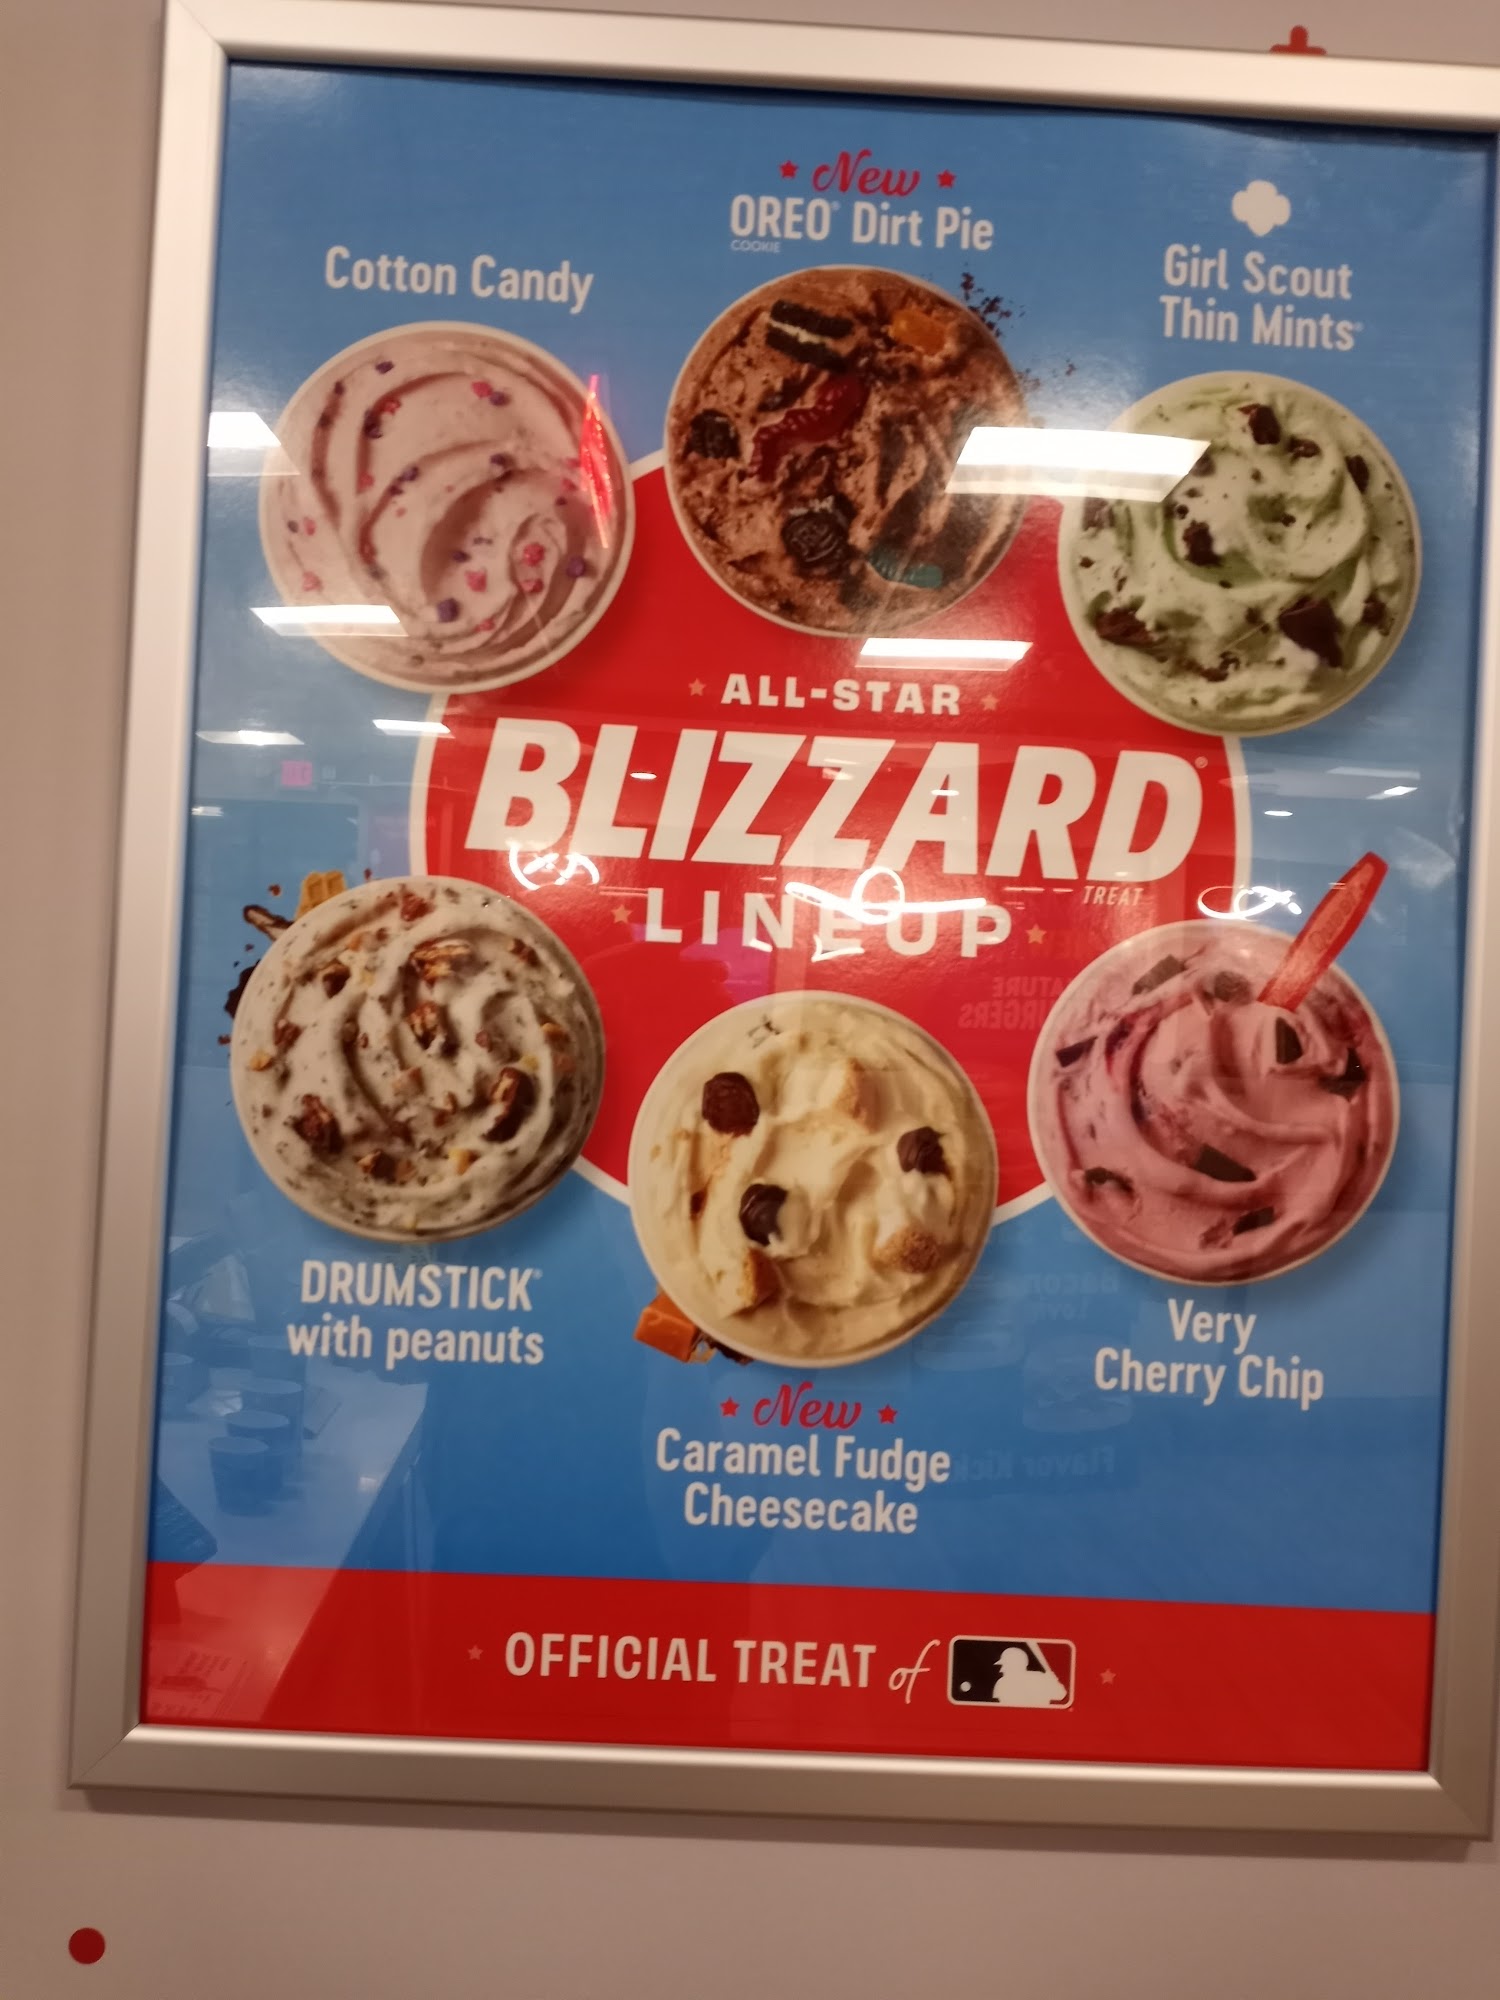 New
OREO® Dirt Pie
COOKIE
Cotton Candy
Girl Scout
Thin Mints®
ALL-STAR
BLIZZARD®
TREAT
LINEUP
DRUMSTICK®
with peanuts
Very
Cherry Chip
New
Caramel Fudge
Cheesecake
OFFICIAL TREAT of